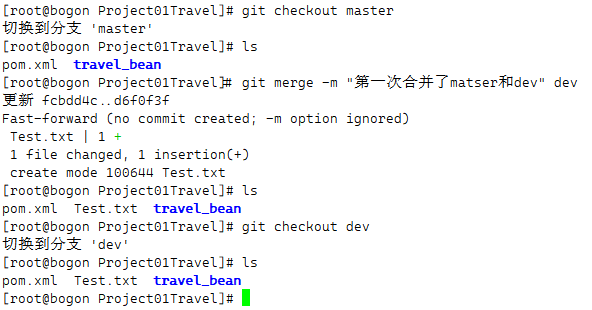 [root@bogon Project01Travel]# git checkout master
切换到分支 'master'
[root@bogon Project01Travel]# ls
pom.xml  travel_bean
[root@bogon Project01Travel]# git merge -m "第一次合并了matser和dev" dev
更新 fcbdd4c..d6f0f3f
Fast-forward (no commit created; -m option ignored)
 Test.txt | 1 +
 1 file changed, 1 insertion(+)
 create mode 100644 Test.txt
[root@bogon Project01Travel]# ls
pom.xml  Test.txt  travel_bean
[root@bogon Project01Travel]# git checkout dev
切换到分支 'dev'
[root@bogon Project01Travel]# ls
pom.xml  Test.txt  travel_bean
[root@bogon Project01Travel]#